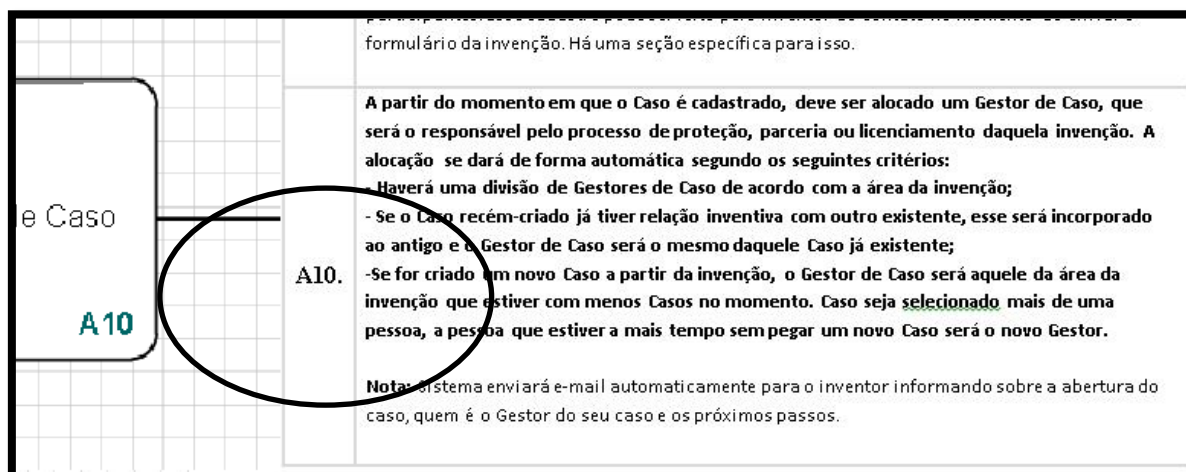 formulário da invenção. Há uma seção específica para isso.
e Caso
A10
A10.
A partir do momento em que o Caso é cadastrado, deve ser alocado um Gestor de Caso, que
será o responsável pelo processo de proteção, parceria ou licenciamento daquela invenção. A
alocação se dará de forma automática segundo os seguintes critérios:
- Haverá uma divisão de Gestores de Caso de acordo com a área da invenção;
- Se o Caso recém-criado já tiver relação inventiva com outro existente, esse será incorporado
ao antigo e o Gestor de Caso será o mesmo daquele Caso já existente;
-Se for criado um novo Caso a partir da invenção, o Gestor de Caso será aquele da área da
invenção que estiver com menos Casos no momento. Caso seja selecionado mais de uma
pessoa, a pessoa que estiver a mais tempo sem pegar um novo Caso será o novo Gestor.
Nota: Sistema enviará e-mail automaticamente para o inventor informando sobre a abertura do
caso, quem é o Gestor do seu caso e os próximos passos.